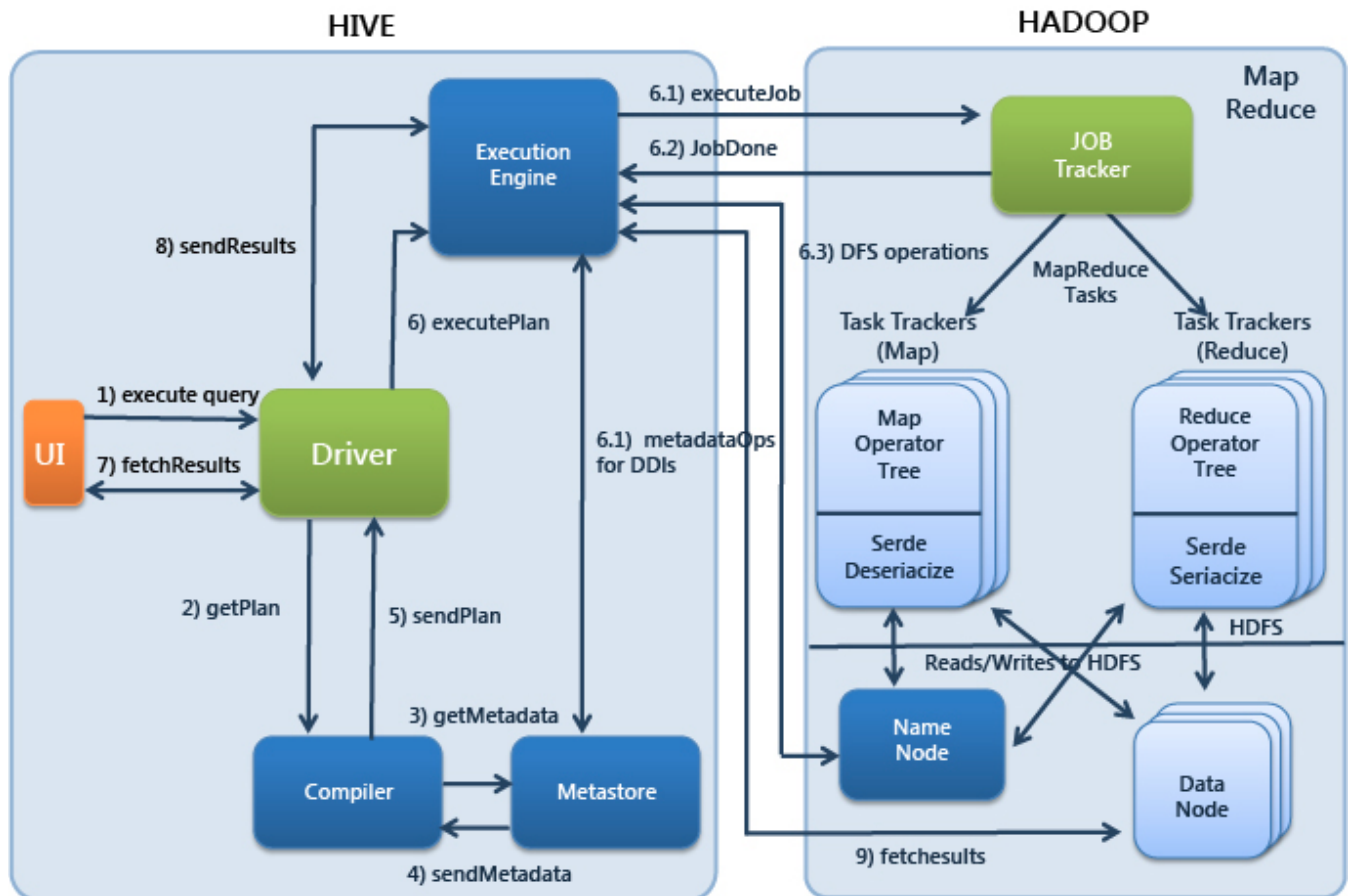 HIVE
HADOOP
Map
Reduce
Execution
Engine
6.1) executeJob
6.2) JobDone
JOB
Tracker
8) sendResults
6.3) DFS operations
MapReduce
Tasks
6) executePlan
Task Trackers
(Map)
Task Trackers
(Reduce)
1) execute query
UI
7) fetchResults
Driver
6.1) metadataOps
for DDIs
Map
Operator
Tree
Serde
Deseriacize
Reduce
Operator
Tree
Serde
Seriacize
2) getPlan
5) sendPlan
HDFS
Reads/Writes to HDFS
3) getMetadata
Compiler
Metastore
4) sendMetadata
Name
Node
Data
Node
9) fetchesults